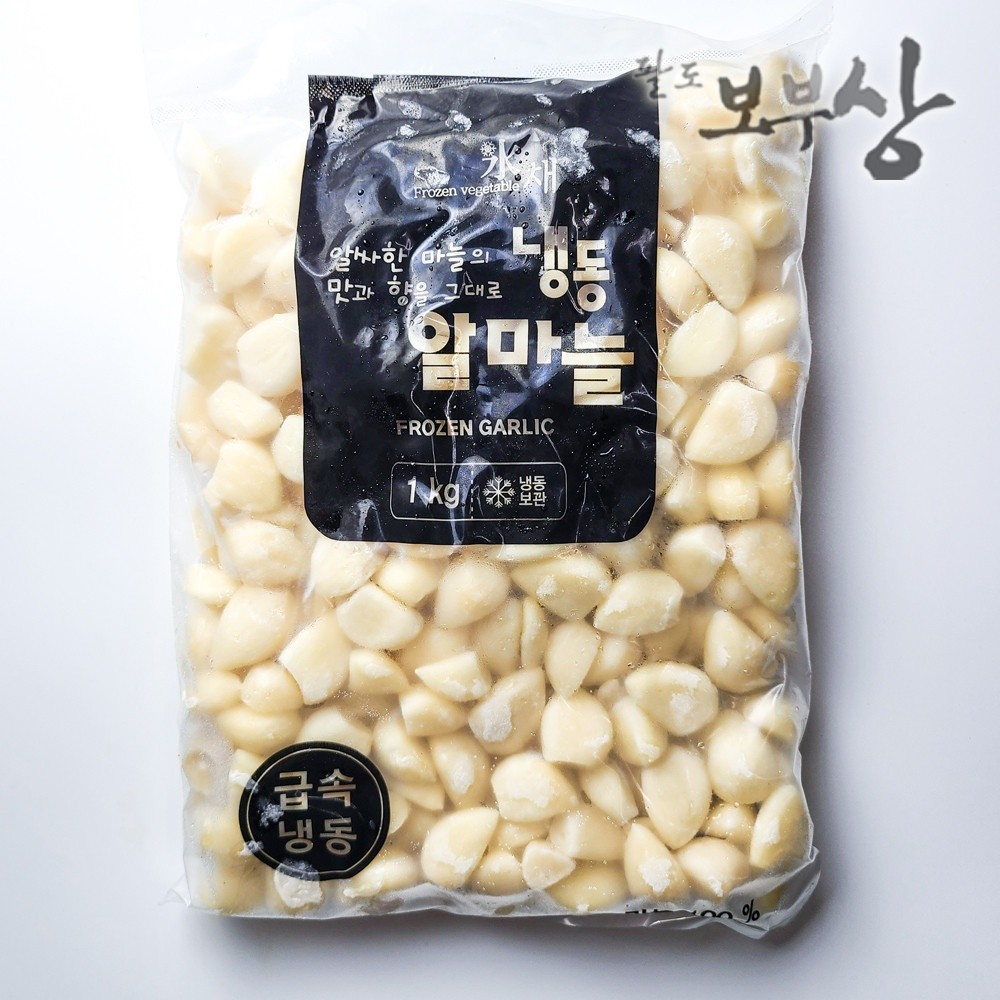 팔도
보부상
氷채
Frozen vegetable
알싸한 마늘의
맛과 향을 그대로
냉동
알마늘
FROZEN GARLIC
1 kg
냉동
보관
급속
냉동
%